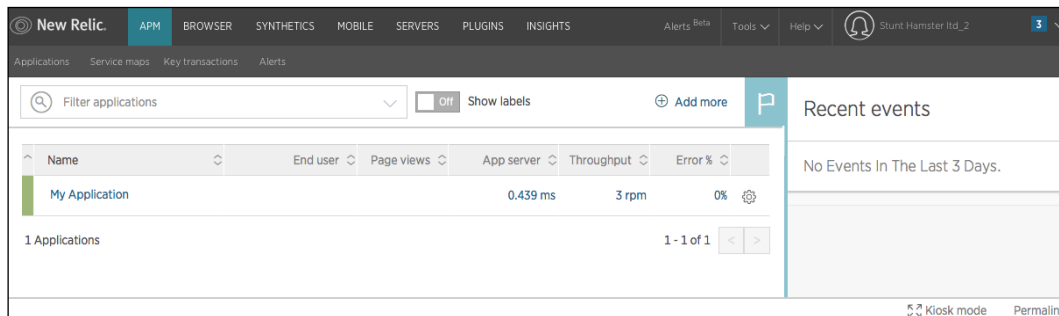 New Relic. APM BROWSER SYNTHETICS MOBILE SERVERS PLUGINS INSIGHTS Alerts Beta Tools Help Stunt Hamster ltd_2 3
Applications Service maps Key transactions Alerts
Filter applications Off Show labels Add more
Recent events
Name End user Page views App server Throughput Error %
No Events In The Last 3 Days.
My Application 0.439 ms 3 rpm 0%
1 Applications 1 - 1 of 1 < >
Kiosk mode Permalin